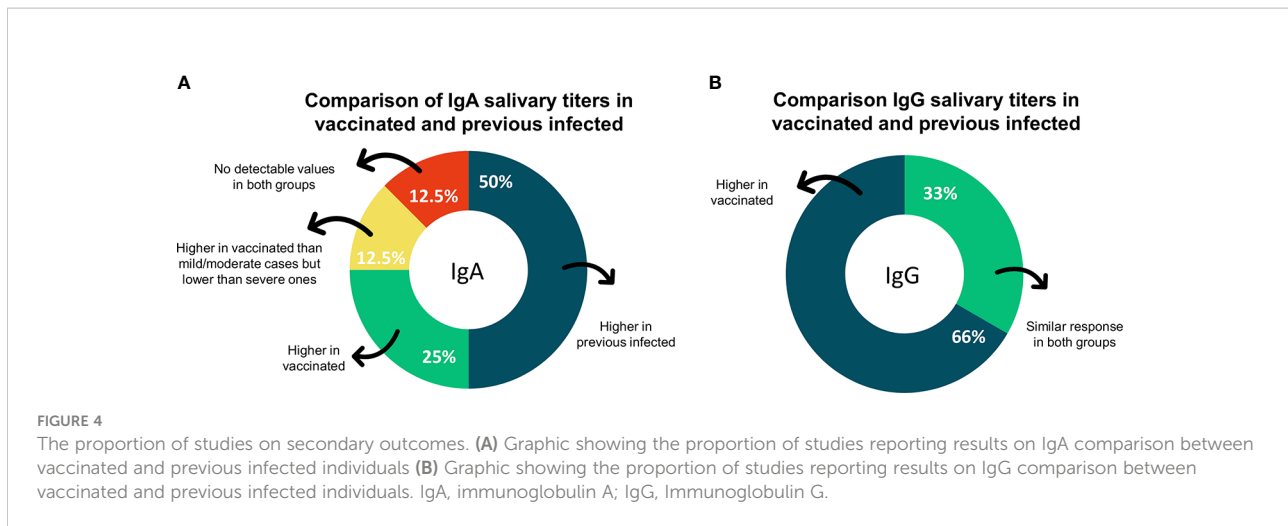 A
Comparison of IgA salivary titers in
vaccinated and previous infected
No detectable values
in both groups
12.5%
50%
Higher in vaccinated than
mild/moderate cases but
lower than severe ones
12.5%
IgA
Higher in
previous infected
Higher in
vaccinated
25%
B
Comparison IgG salivary titers in
vaccinated and previous infected
Higher in
vaccinated
33%
IgG
66%
Similar response
in both groups
FIGURE 4
The proportion of studies on secondary outcomes. (A) Graphic showing the proportion of studies reporting results on IgA comparison between
vaccinated and previous infected individuals (B) Graphic showing the proportion of studies reporting results on IgG comparison between
vaccinated and previous infected individuals. IgA, immunoglobulin A; IgG, Immunoglobulin G.